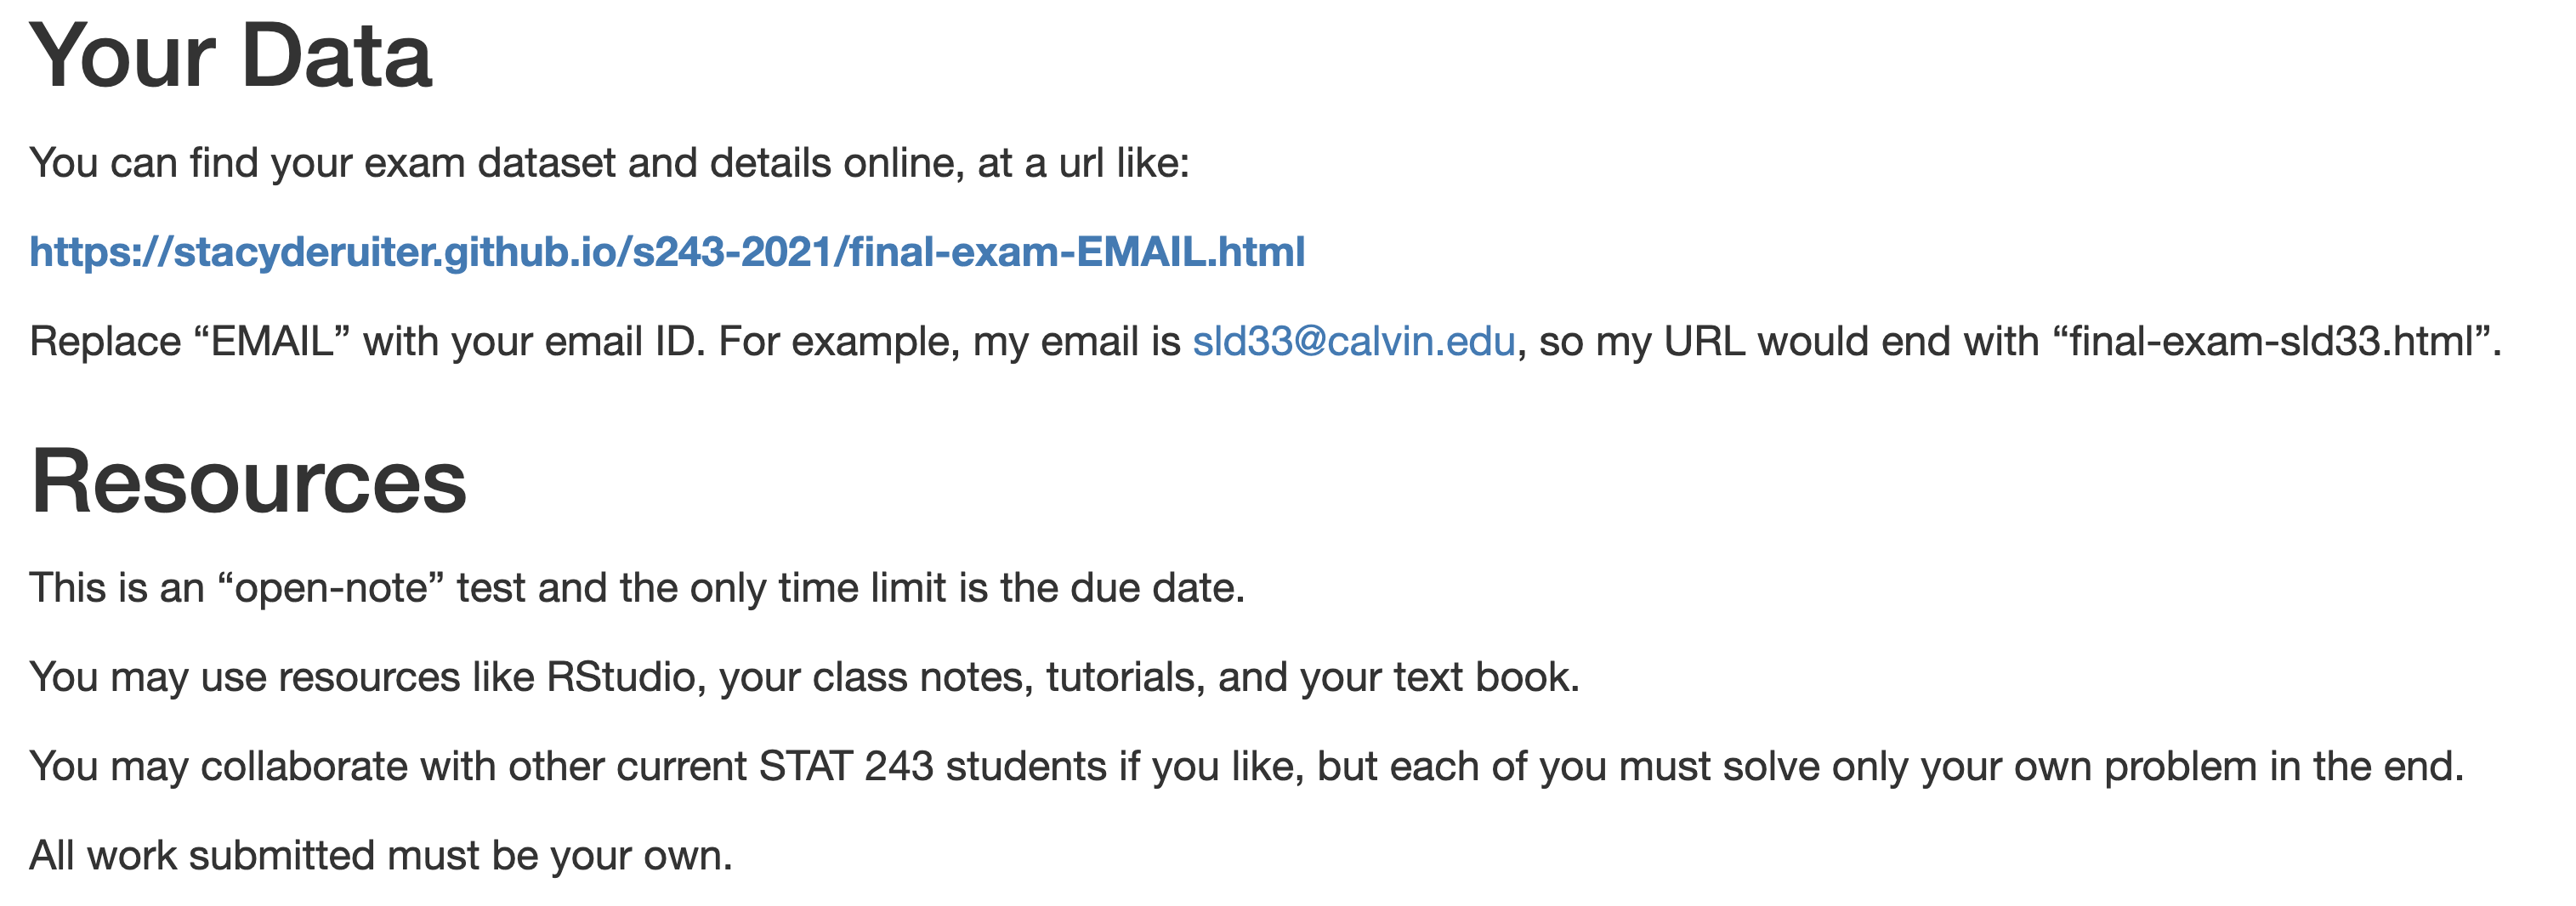 Your Data
You can find your exam dataset and details online, at a url like:
https://stacyderuiter.github.io/s243-2021/final-exam-EMAIL.html
Replace “EMAIL” with your email ID. For example, my email is sld33@calvin.edu, so my URL would end with “final-exam-sld33.html”.
Resources
This is an “open-note” test and the only time limit is the due date.
You may use resources like RStudio, your class notes, tutorials, and your text book.
You may collaborate with other current STAT 243 students if you like, but each of you must solve only your own problem in the end.
All work submitted must be your own.